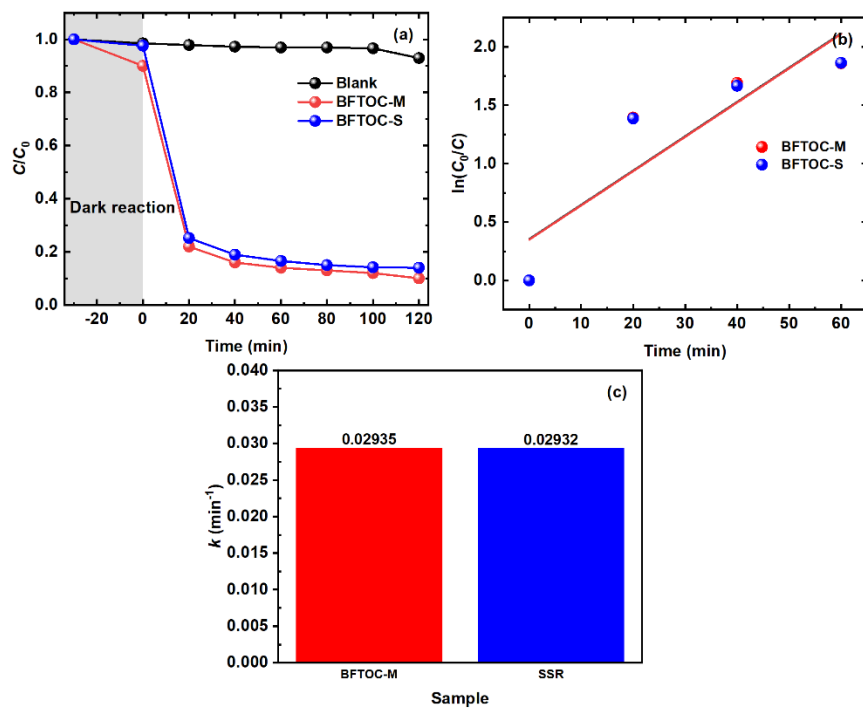 (a)
1.0
0.8
0.6
0.4
0.2
0.0
C/C0
Blank
BFTOC-M
BFTOC-S
Dark reaction
-20 0 20 40 60 80 100 120
Time (min)
(b)
2.0
1.5
1.0
0.5
0.0
ln(C0/C)
BFTOC-M
BFTOC-S
0 10 20 30 40 50 60
Time (min)
(c)
0.040
0.035
0.030
0.025
0.020
0.015
0.010
0.005
0.000
k (min-1)
0.02935 0.02932
BFTOC-M SSR
Sample